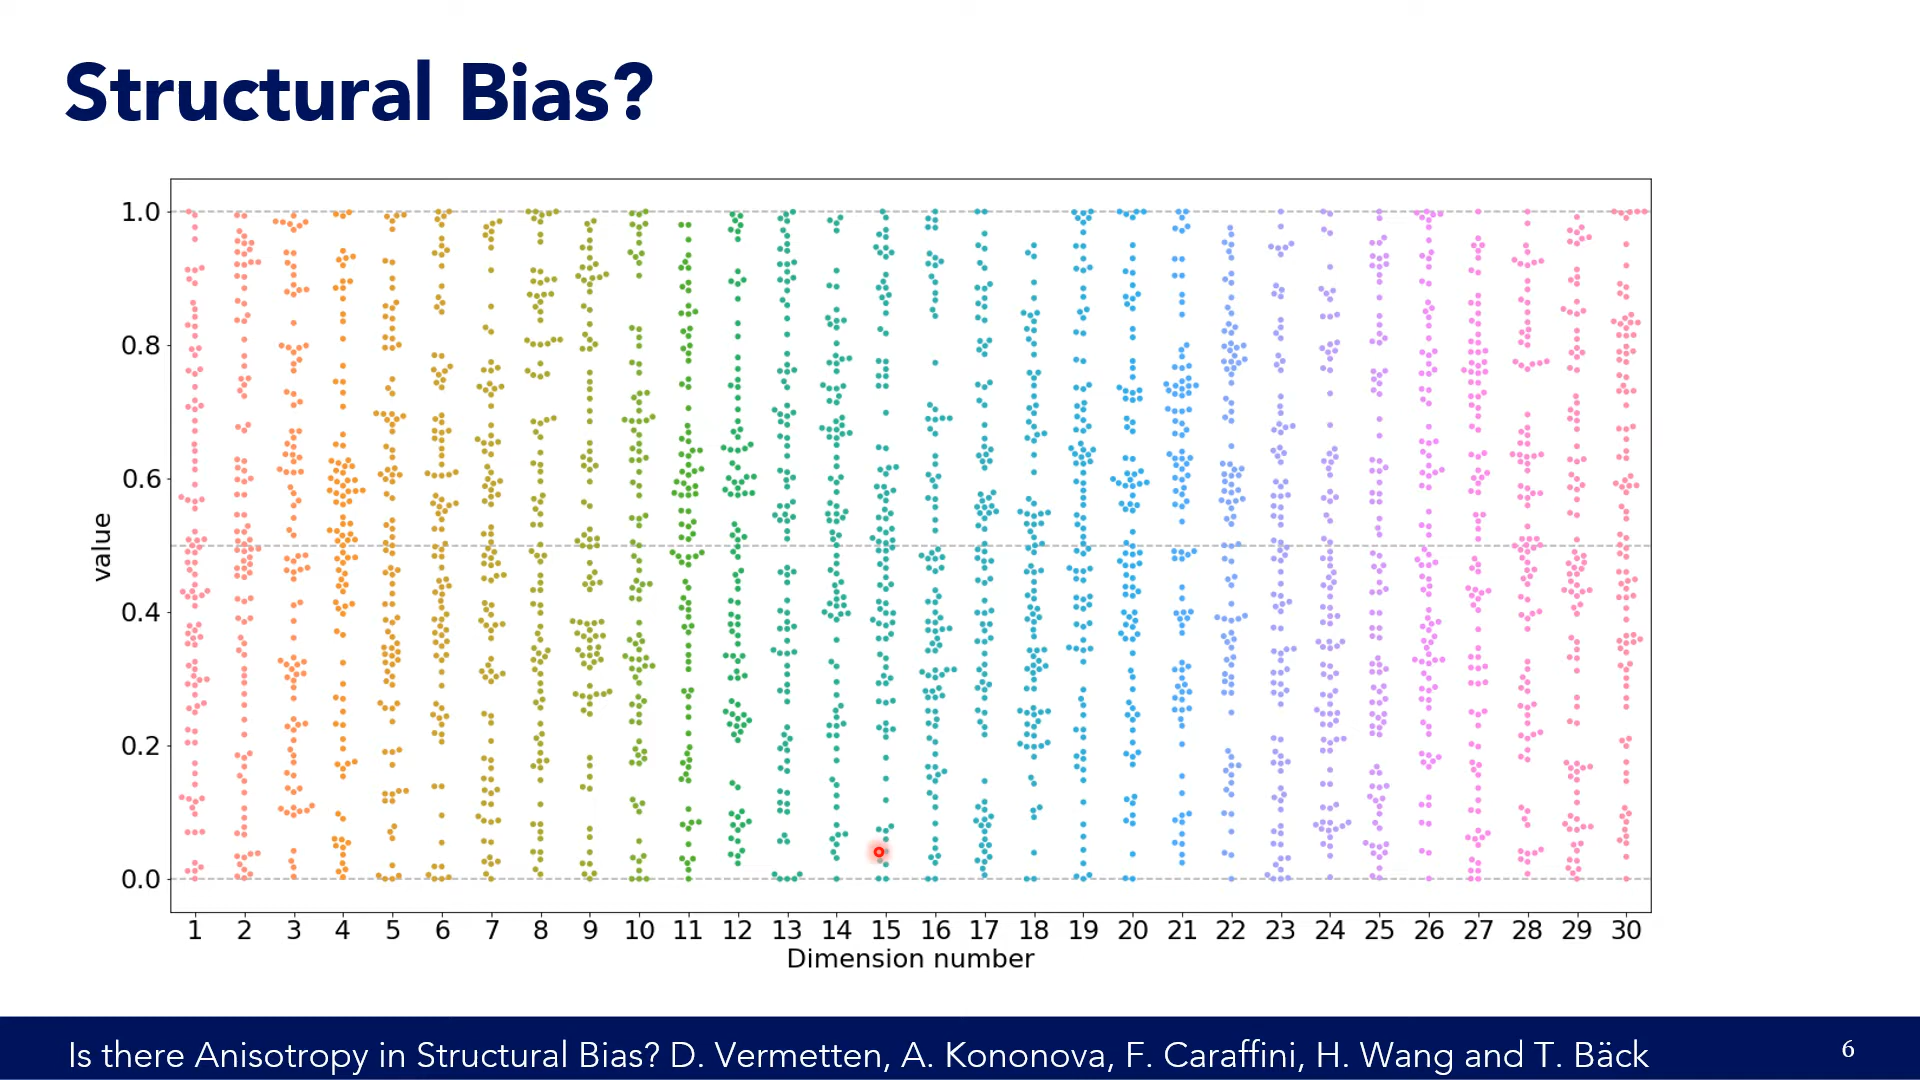 Structural Bias?
1.0
0.8
0.6
0.4
0.2
0.0
value
1 2 3 4 5 6 7 8 9 10 11 12 13 14 15 16 17 18 19 20 21 22 23 24 25 26 27 28 29 30
Dimension number
Is there Anisotropy in Structural Bias? D. Vermetten, A. Kononova, F. Caraffini, H. Wang and T. Bäck
6